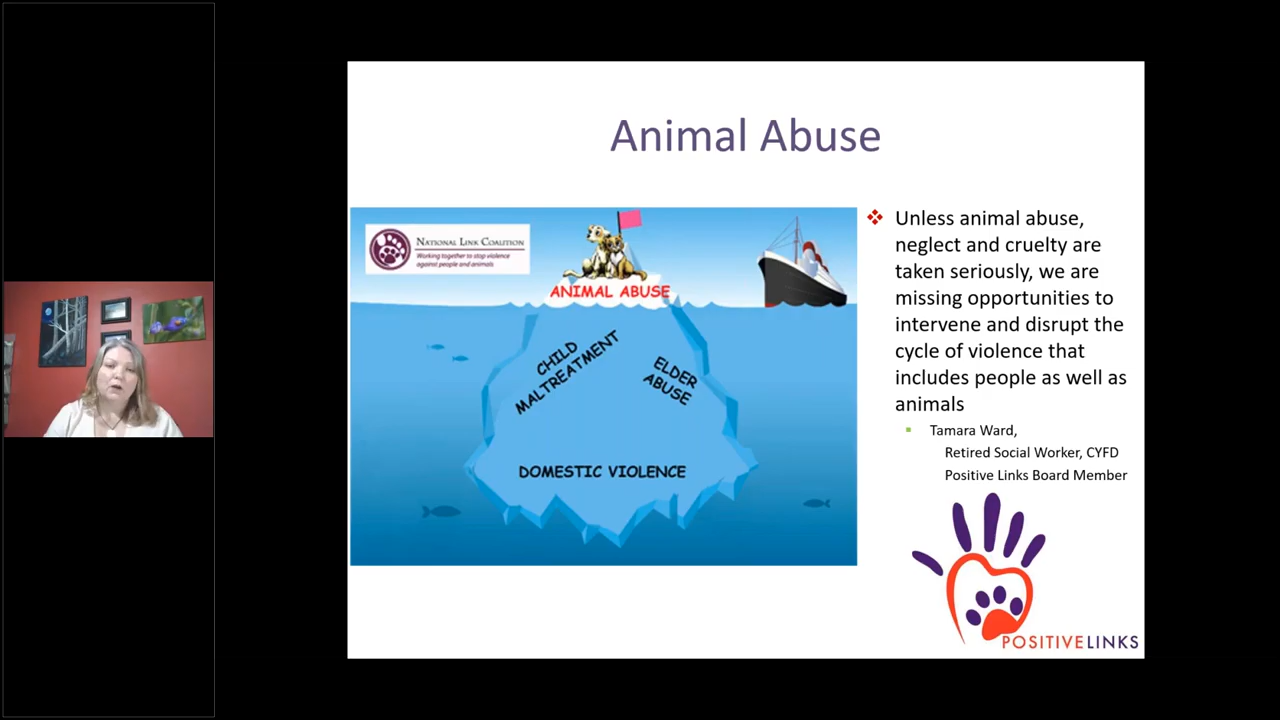 Animal Abuse
NATIONAL LINK COALITION
Working together to stop violence
against people and animals
ANIMAL ABUSE
CHILD
MALTREATMENT
ELDER
ABUSE
DOMESTIC VIOLENCE
Unless animal abuse,
neglect and cruelty are
taken seriously, we are
missing opportunities to
intervene and disrupt the
cycle of violence that
includes people as well as
animals
Tamara Ward,
Retired Social Worker, CYFD
Positive Links Board Member
POSITIVELINKS